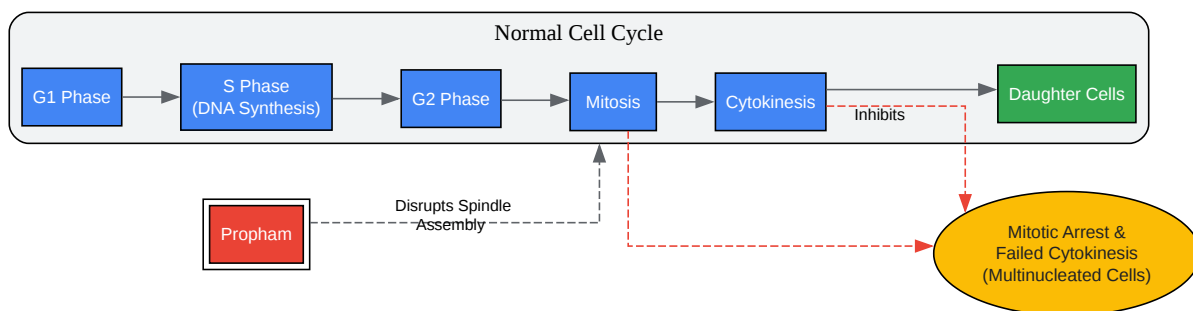 Normal Cell Cycle
G1 Phase
S Phase
(DNA Synthesis)
G2 Phase
Mitosis
Cytokinesis
Inhibits
Daughter Cells
Propham
Disrupts Spindle
Assembly
Mitotic Arrest &
Failed Cytokinesis
(Multinucleated Cells)